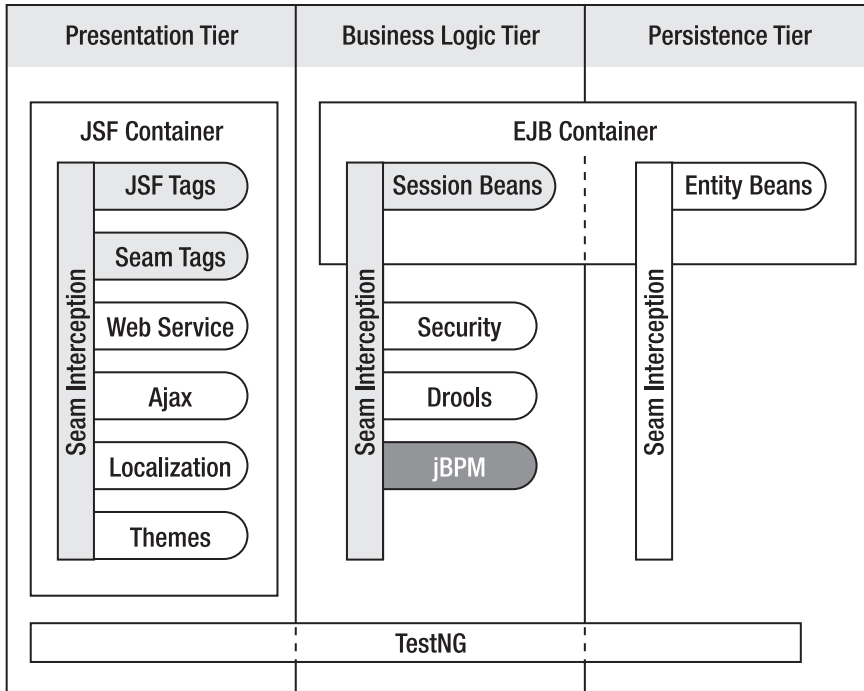 Presentation Tier
Business Logic Tier
Persistence Tier
JSF Container
EJB Container
Seam Interception
JSF Tags
Seam Tags
Web Service
Ajax
Localization
Themes
Seam Interception
Session Beans
Security
Drools
jBPM
Seam Interception
Entity Beans
TestNG